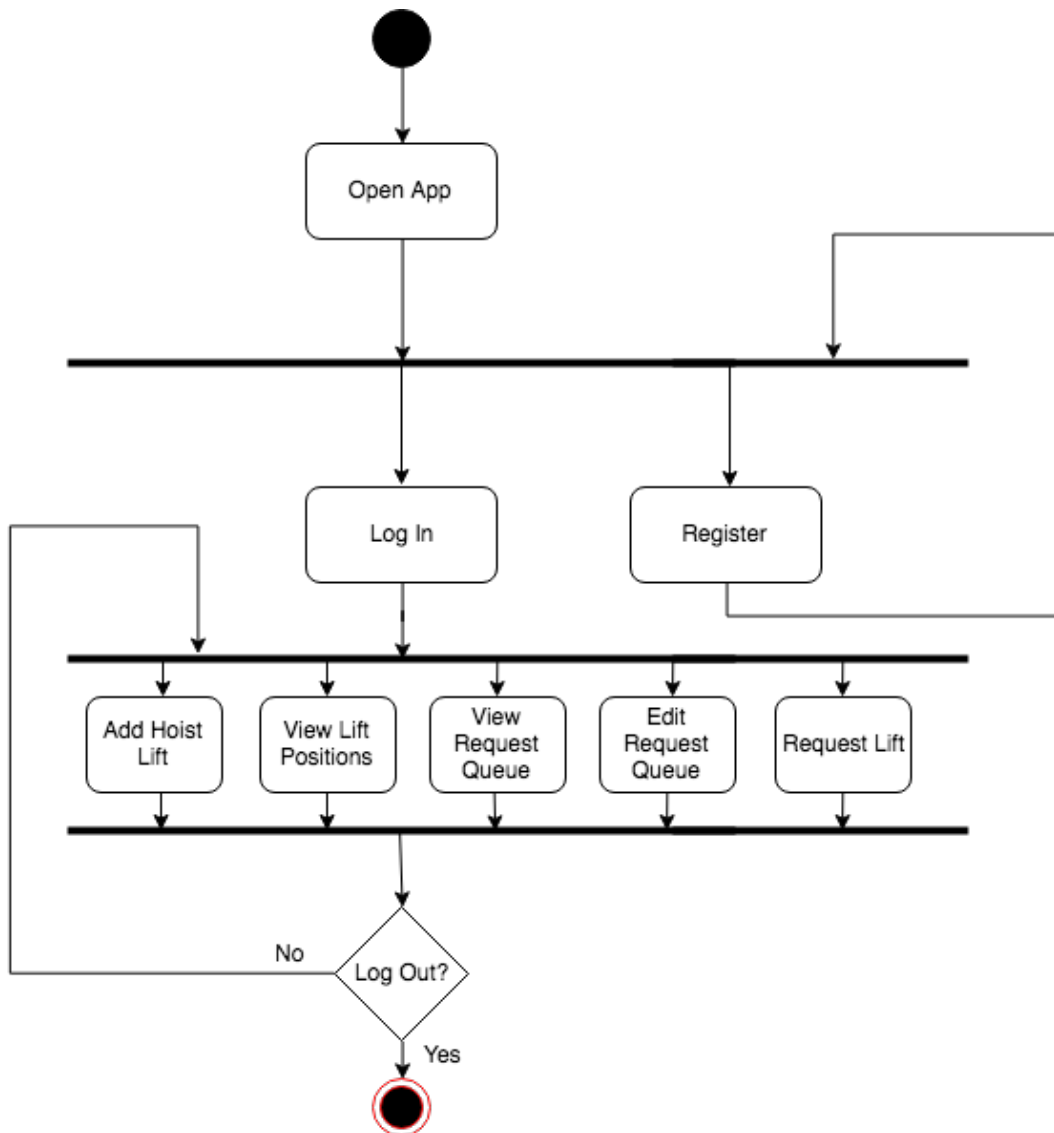 Open App
Log In
Register
Add Hoist
Lift
View Lift
Positions
View
Request
Queue
Edit
Request
Queue
Request Lift
No
Log Out?
Yes